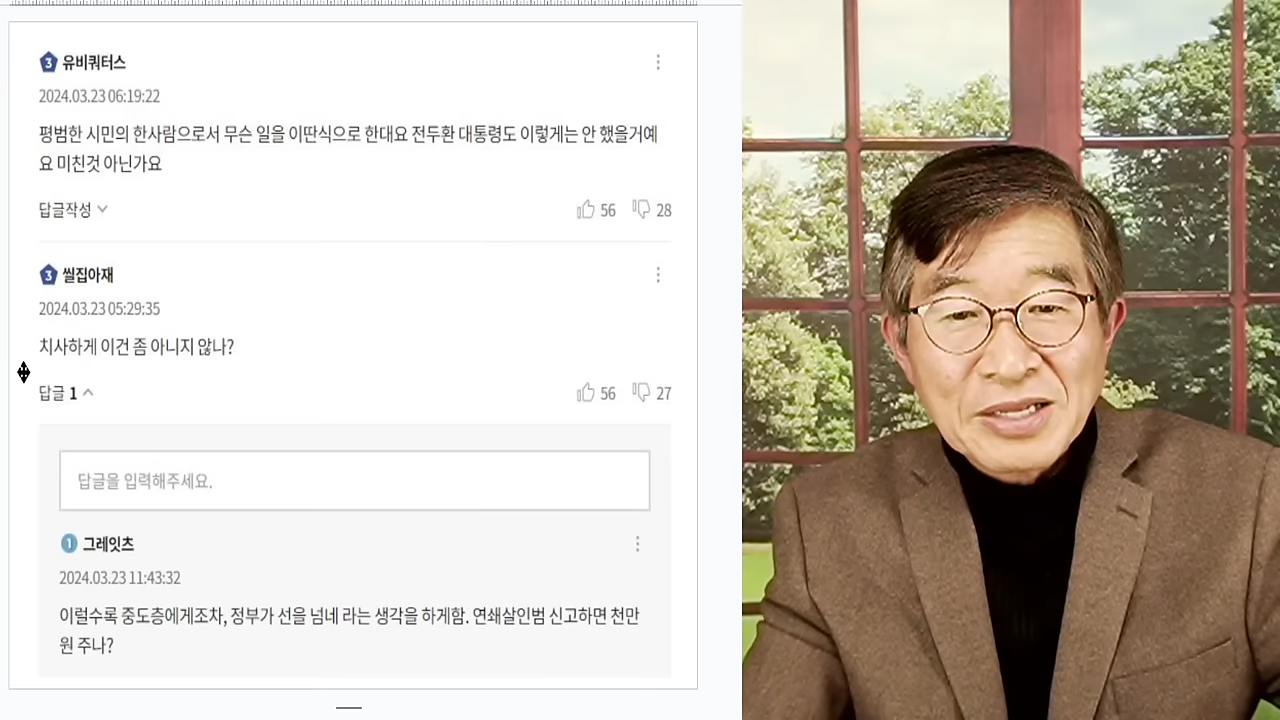 3 유비쿼터스
2024.03.23 06:19:22
평범한 시민의 한사람으로서 무슨 일을 이딴식으로 한대요 전두환 대통령도 이렇게는 안 했을거예
요 미친것 아닌가요
답글작성 56 28
3 씰집아재
2024.03.23 05:29:35
치사하게 이건 좀 아니지 않나?
답글 1 56 27
답글을 입력해주세요.
1 그레잇츠
2024.03.23 11:43:32
이럴수록 중도층에게조차, 정부가 선을 넘네 라는 생각을 하게함. 연쇄살인범 신고하면 천만
원 주나?